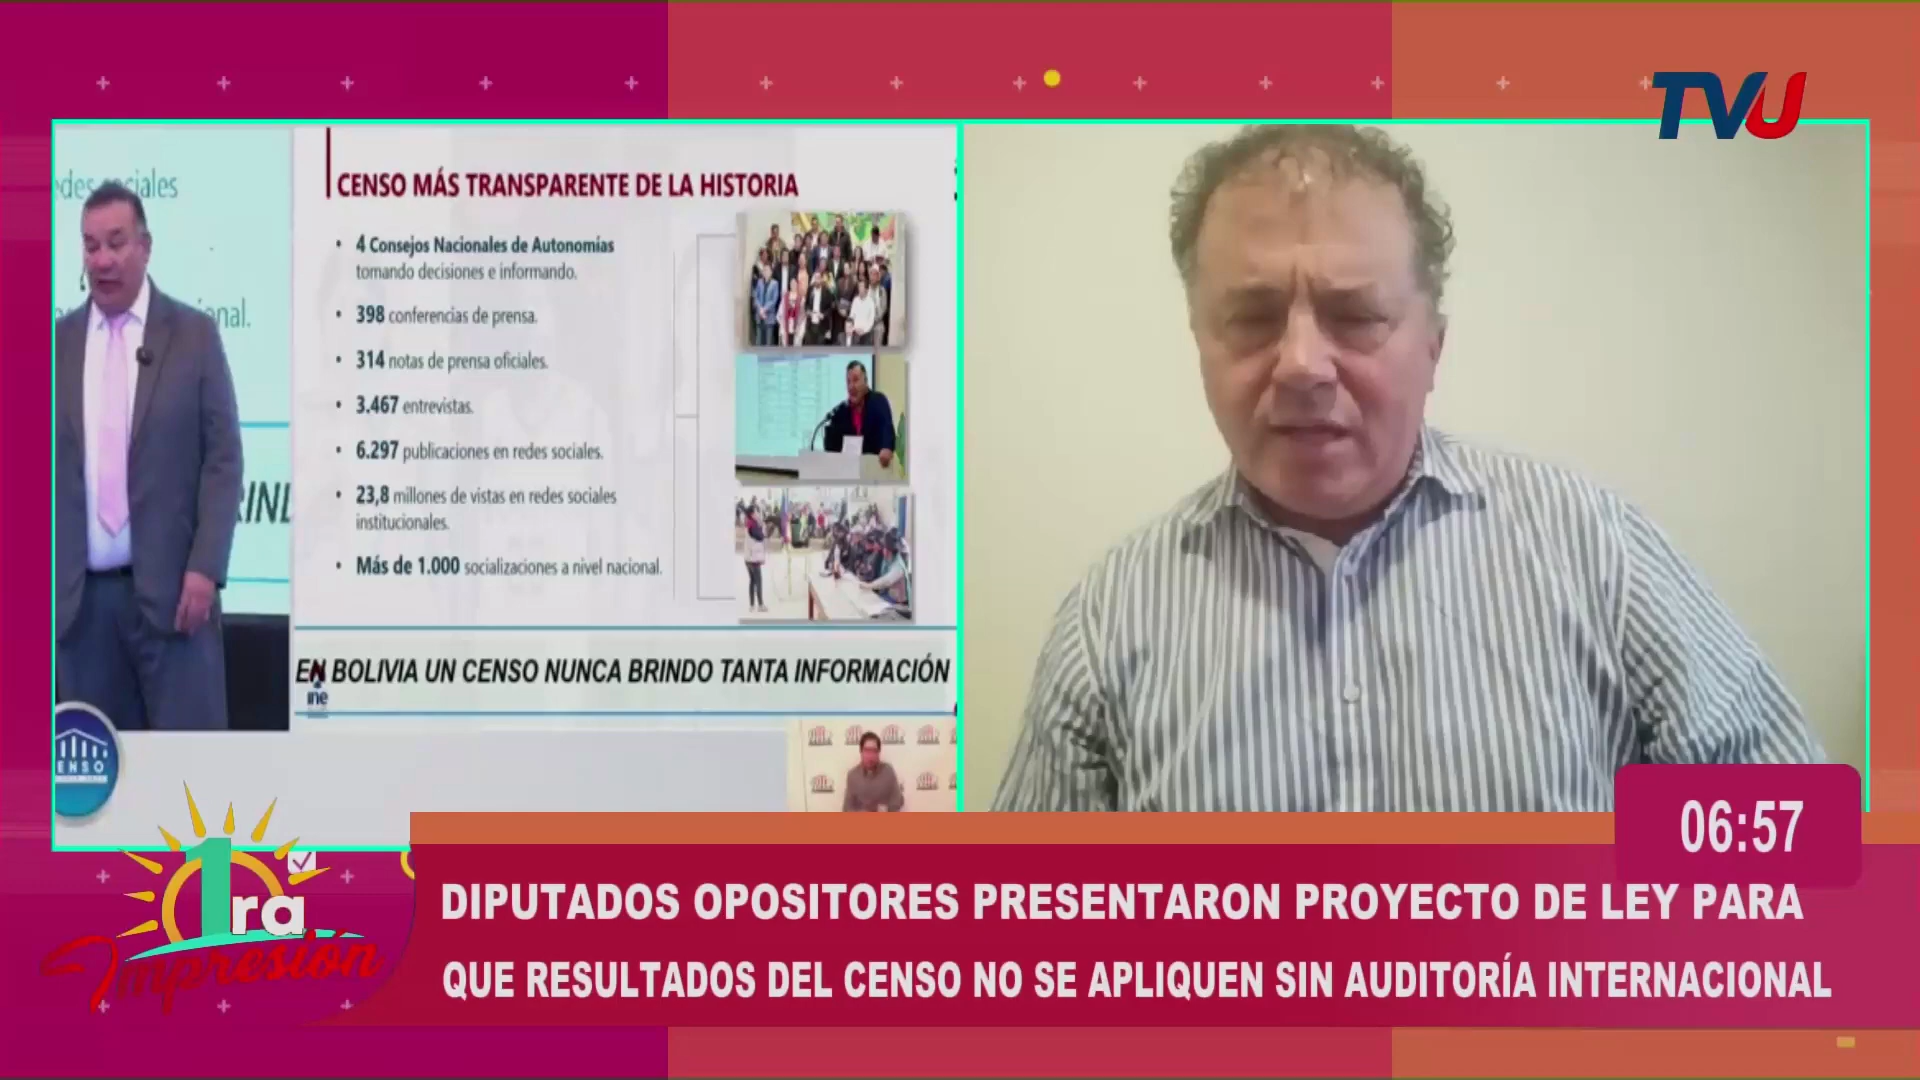 TVU
edes sociales
onal.
RIND
CENSO MÁS TRANSPARENTE DE LA HISTORIA
• 4 Consejos Nacionales de Autonomías
tomando decisiones e informando.
• 398 conferencias de prensa.
• 314 notas de prensa oficiales.
• 3.467 entrevistas.
• 6.297 publicaciones en redes sociales.
• 23,8 millones de vistas en redes sociales
institucionales.
• Más de 1.000 socializaciones a nivel nacional.
EN BOLIVIA UN CENSO NUNCA BRINDO TANTA INFORMACIÓN
ine
ENSO
06:57
1ra
Impresión
DIPUTADOS OPOSITORES PRESENTARON PROYECTO DE LEY PARA
QUE RESULTADOS DEL CENSO NO SE APLIQUEN SIN AUDITORÍA INTERNACIONAL